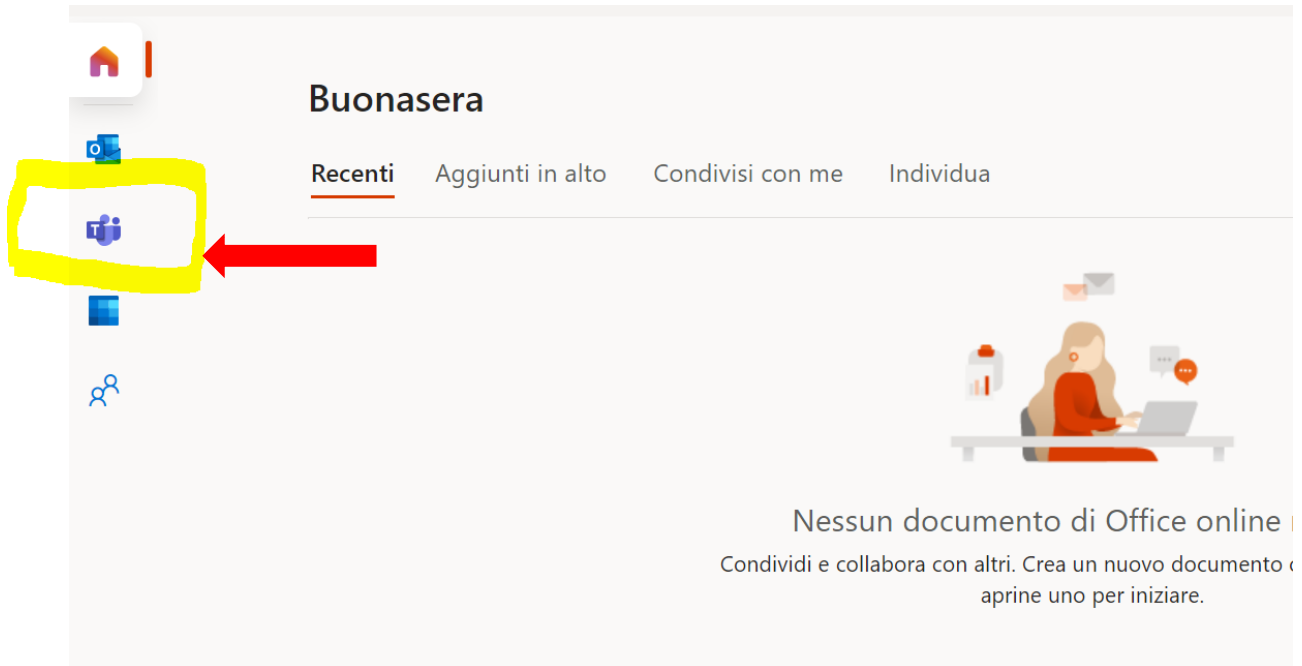 Buonasera
Recenti Aggiunti in alto Condivisi con me Individua
O
T
Nessun documento di Office online
Condividi e collabora con altri. Crea un nuovo documento
aprine uno per iniziare.